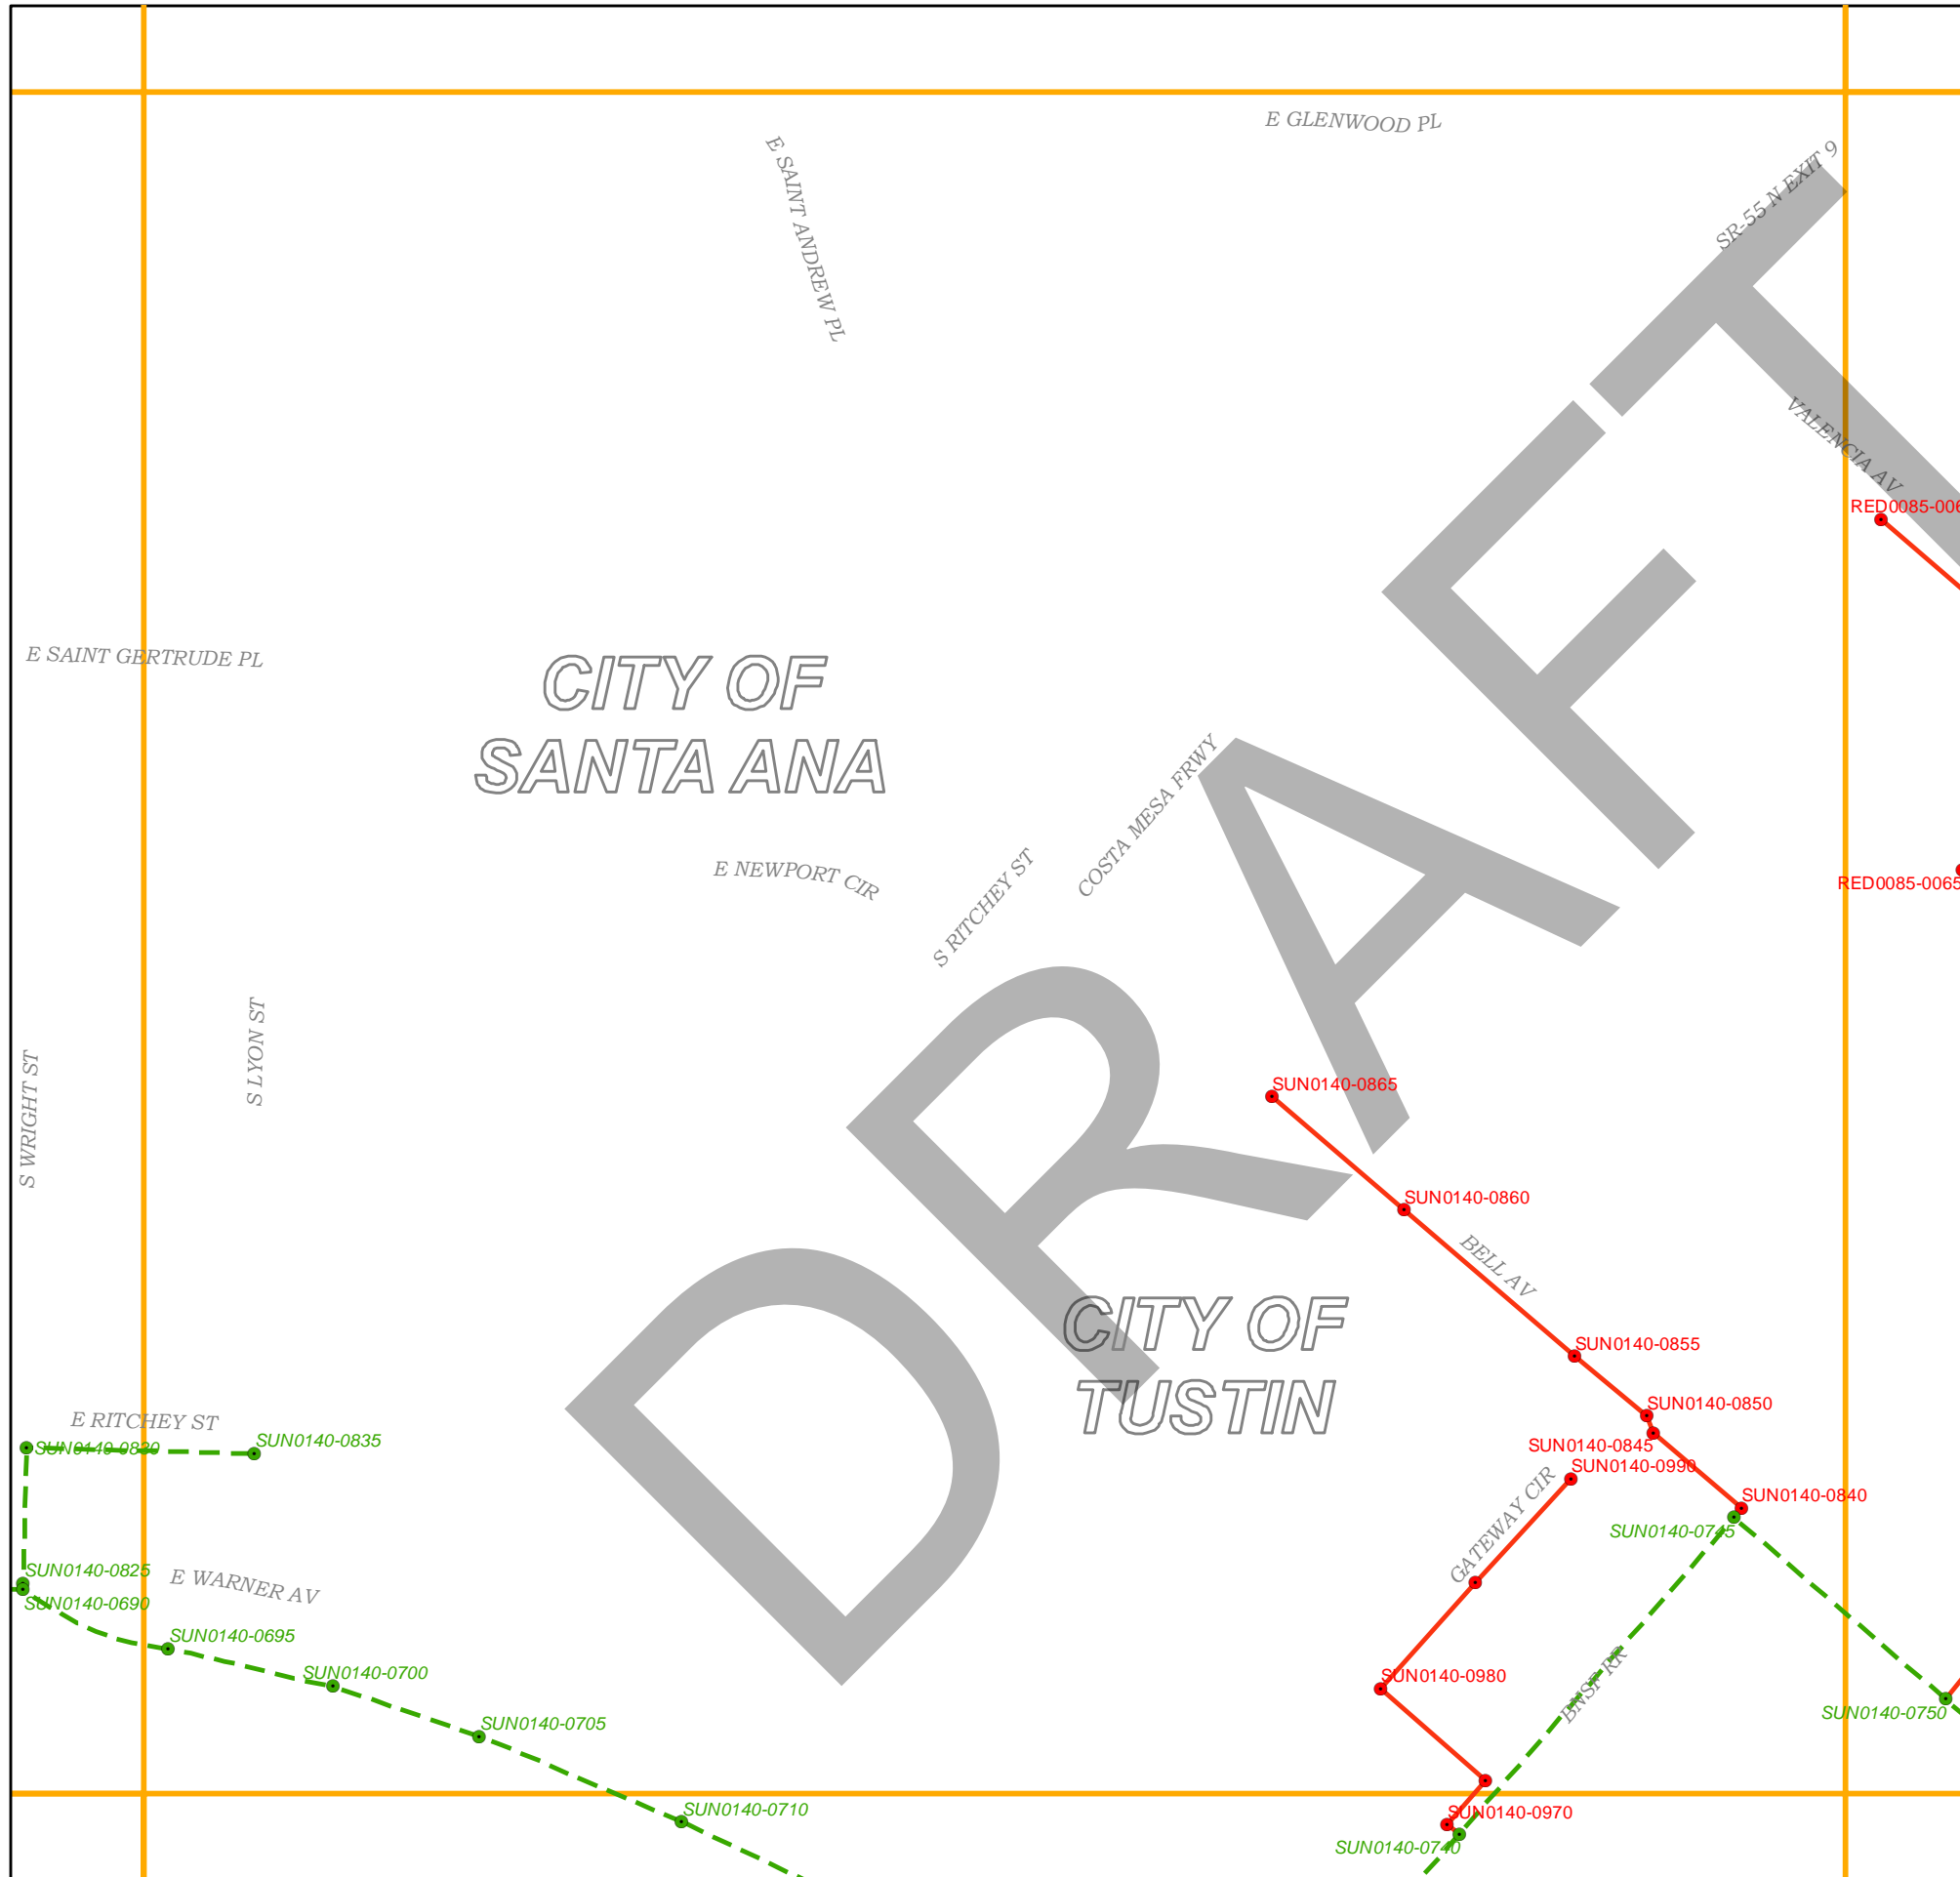 E GLENWOOD PL
E SAINT ANDREW PL
SR-55 N EXIT 9
VALENCIA AV
RED0085-006
E SAINT GERTRUDE PL
CITY OF
SANTA ANA
COSTA MESA FRWY
E NEWPORT CIR
S RITCHEY ST
RED0085-0065
S LYON ST
S WRIGHT ST
DRAFT
SUN0140-0865
SUN0140-0860
BELL AV
CITY OF
TUSTIN
SUN0140-0855
SUN0140-0850
E RITCHEY ST
SUN0140-0830
SUN0140-0835
SUN0140-0845
SUN0140-0990
SUN0140-0840
SUN0140-0745
GATEWAY CIR
SUN0140-0825
E WARNER AV
SUN0140-0690
SUN0140-0695
SUN0140-0700
SUN0140-0980
BNSF RR
SUN0140-0750
SUN0140-0705
SUN0140-0710
SUN0140-0970
SUN0140-0740